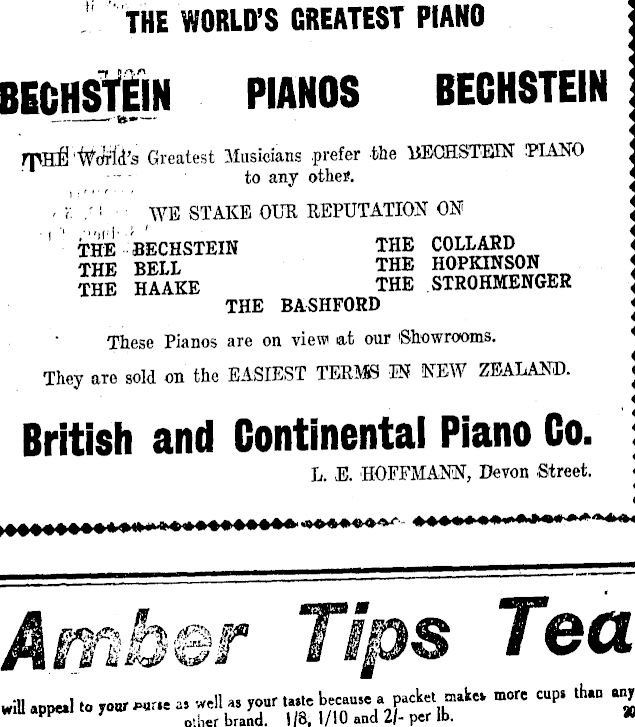 THE WORLD'S GREATEST PIANO
BECHSTEIN PIANOS BECHSTEIN
THE World's Greatest Musicians prefer the BECHSTEIN PIANO
to any other.
WE STAKE OUR REPUTATION ON
THE BECHSTEIN THE COLLARD
THE BELL THE HOPKINSON
THE HAAKE THE STROHMENGER
THE BASHFORD
These Pianos are on view at our Showrooms.
They are sold on the EASIEST TERMS IN NEW ZEALAND.
British and Continental Piano Co.
L. E. HOFFMANN, Devon Street.
Amber Tips Tea
will appeal to your purse as well as your taste because a packet makes more cups than any
other brand. 1/8, 1/10 and 2/- per lb.